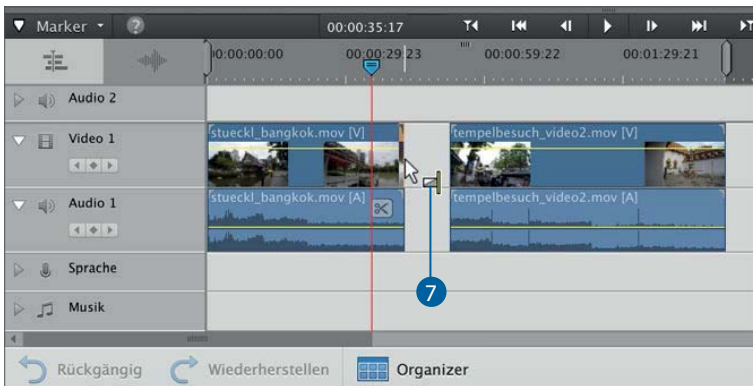 Marker ? 00:00:35:17
00:00:00:00 00:00:29:23 00:00:59:22 00:01:29:21
Audio 2
Video 1
stueckl_bangkok.mov [V] tempelbesuch_video2.mov [V]
Audio 1
stueckl_bangkok.mov [A] tempelbesuch_video2.mov [A]
Sprache
7
Musik
Rückgängig Wiederherstellen Organizer